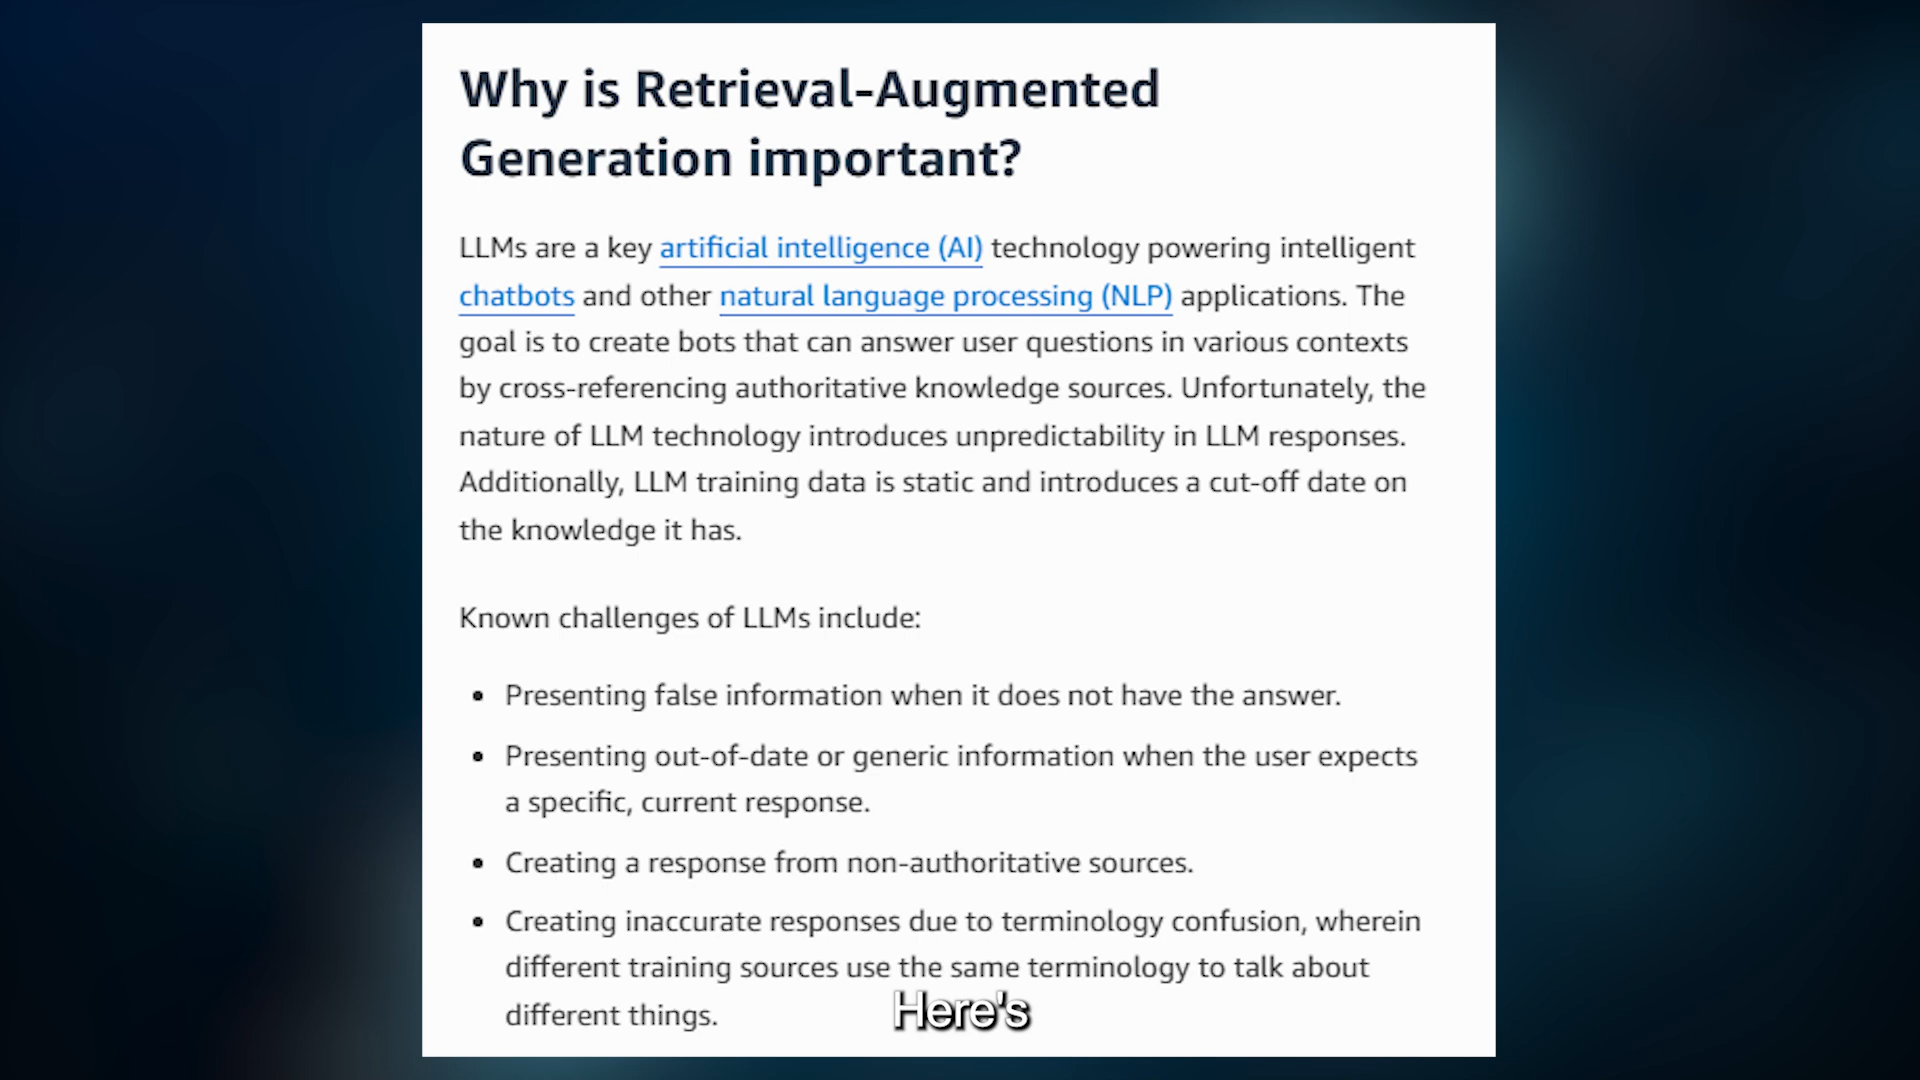 Why is Retrieval-Augmented
Generation important?
LLMs are a key artificial intelligence (AI) technology powering intelligent
chatbots and other natural language processing (NLP) applications. The
goal is to create bots that can answer user questions in various contexts
by cross-referencing authoritative knowledge sources. Unfortunately, the
nature of LLM technology introduces unpredictability in LLM responses.
Additionally, LLM training data is static and introduces a cut-off date on
the knowledge it has.
Known challenges of LLMs include:
• Presenting false information when it does not have the answer.
• Presenting out-of-date or generic information when the user expects
a specific, current response.
• Creating a response from non-authoritative sources.
• Creating inaccurate responses due to terminology confusion, wherein
different training sources use the same terminology to talk about
different things.
Here's